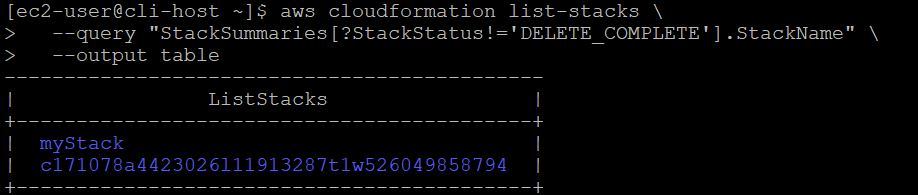 [ec2-user@cli-host ~]$ aws cloudformation list-stacks \
>   --query "StackSummaries[?StackStatus!='DELETE_COMPLETE'].StackName" \
>   --output table
---------------------------------------------
|                ListStacks                 |
+-------------------------------------------+
|  myStack                                  |
|  c171078a4423026l11913287t1w526049858794  |
+-------------------------------------------+